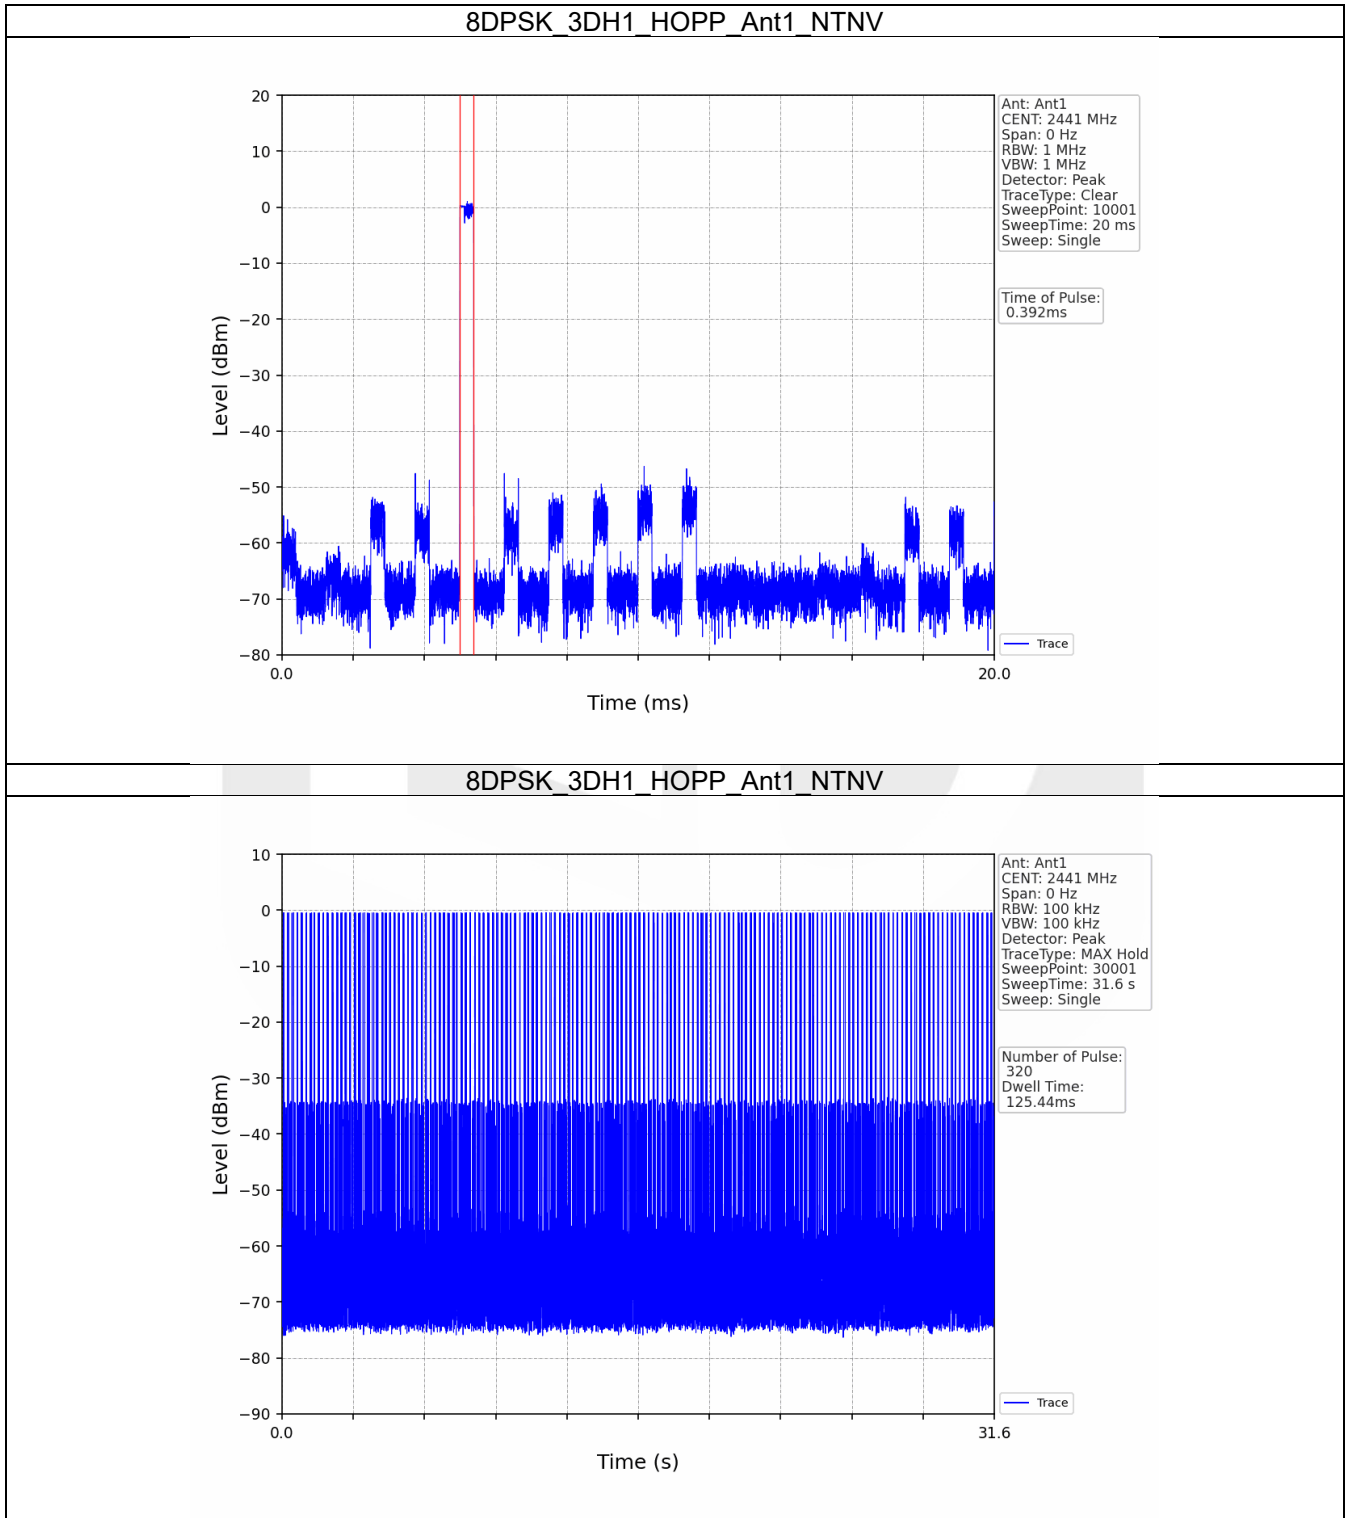 8DPSK_3DH1_HOPP_Ant1_NTNV
20
10
0
−10
−20
−30
−40
−50
−60
−70
−80
Level (dBm)
0.0
20.0
Time (ms)
Ant: Ant1
CENT: 2441 MHz
Span: 0 Hz
RBW: 1 MHz
VBW: 1 MHz
Detector: Peak
TraceType: Clear
SweepPoint: 10001
SweepTime: 20 ms
Sweep: Single
Time of Pulse:
0.392ms
Trace
8DPSK_3DH1_HOPP_Ant1_NTNV
10
0
−10
−20
−30
−40
−50
−60
−70
−80
−90
Level (dBm)
0.0
31.6
Time (s)
Ant: Ant1
CENT: 2441 MHz
Span: 0 Hz
RBW: 100 kHz
VBW: 100 kHz
Detector: Peak
TraceType: MAX Hold
SweepPoint: 30001
SweepTime: 31.6 s
Sweep: Single
Number of Pulse:
320
Dwell Time:
125.44ms
Trace